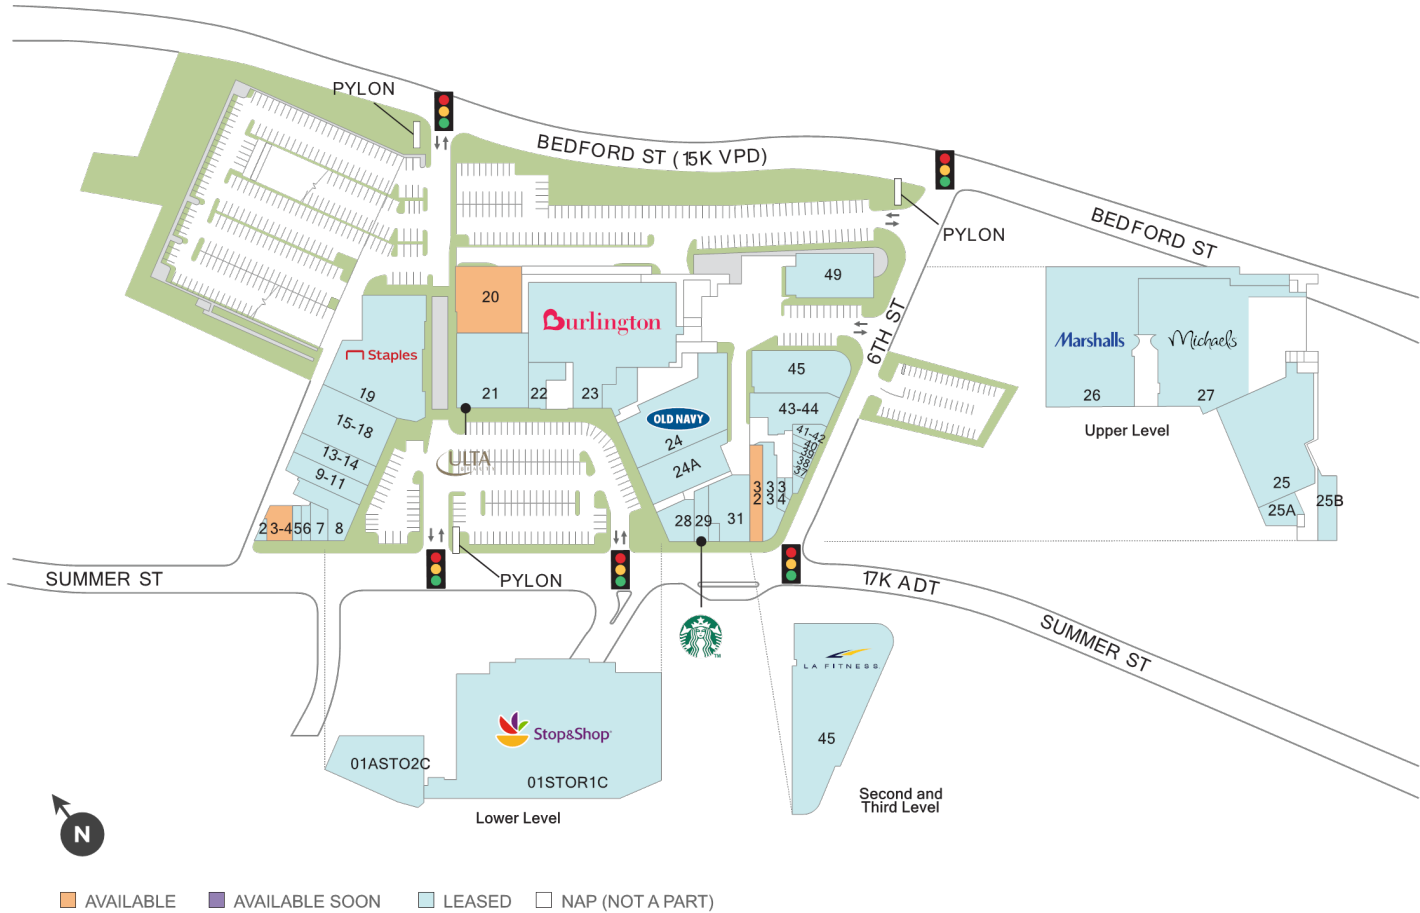 PYLON
BEDFORD ST (15K VPD)
BEDFORD ST
PYLON
6TH ST
49
20
Burlington
Staples
19
21
22
23
45
43-44
15-18
13-14
9-11
OLD NAVY
24
24A
41-42
40
39
38
37
ULTA
2
3-4
5
6
7
8
28
29
31
32
33
34
Marshalls
Michaels
26
27
Upper Level
25
25A
25B
SUMMER ST
PYLON
17K ADT
SUMMER ST
LA FITNESS
45
Second and
Third Level
Stop&Shop
01ASTO2C
01STOR1C
Lower Level
N
AVAILABLE
AVAILABLE SOON
LEASED
NAP (NOT A PART)